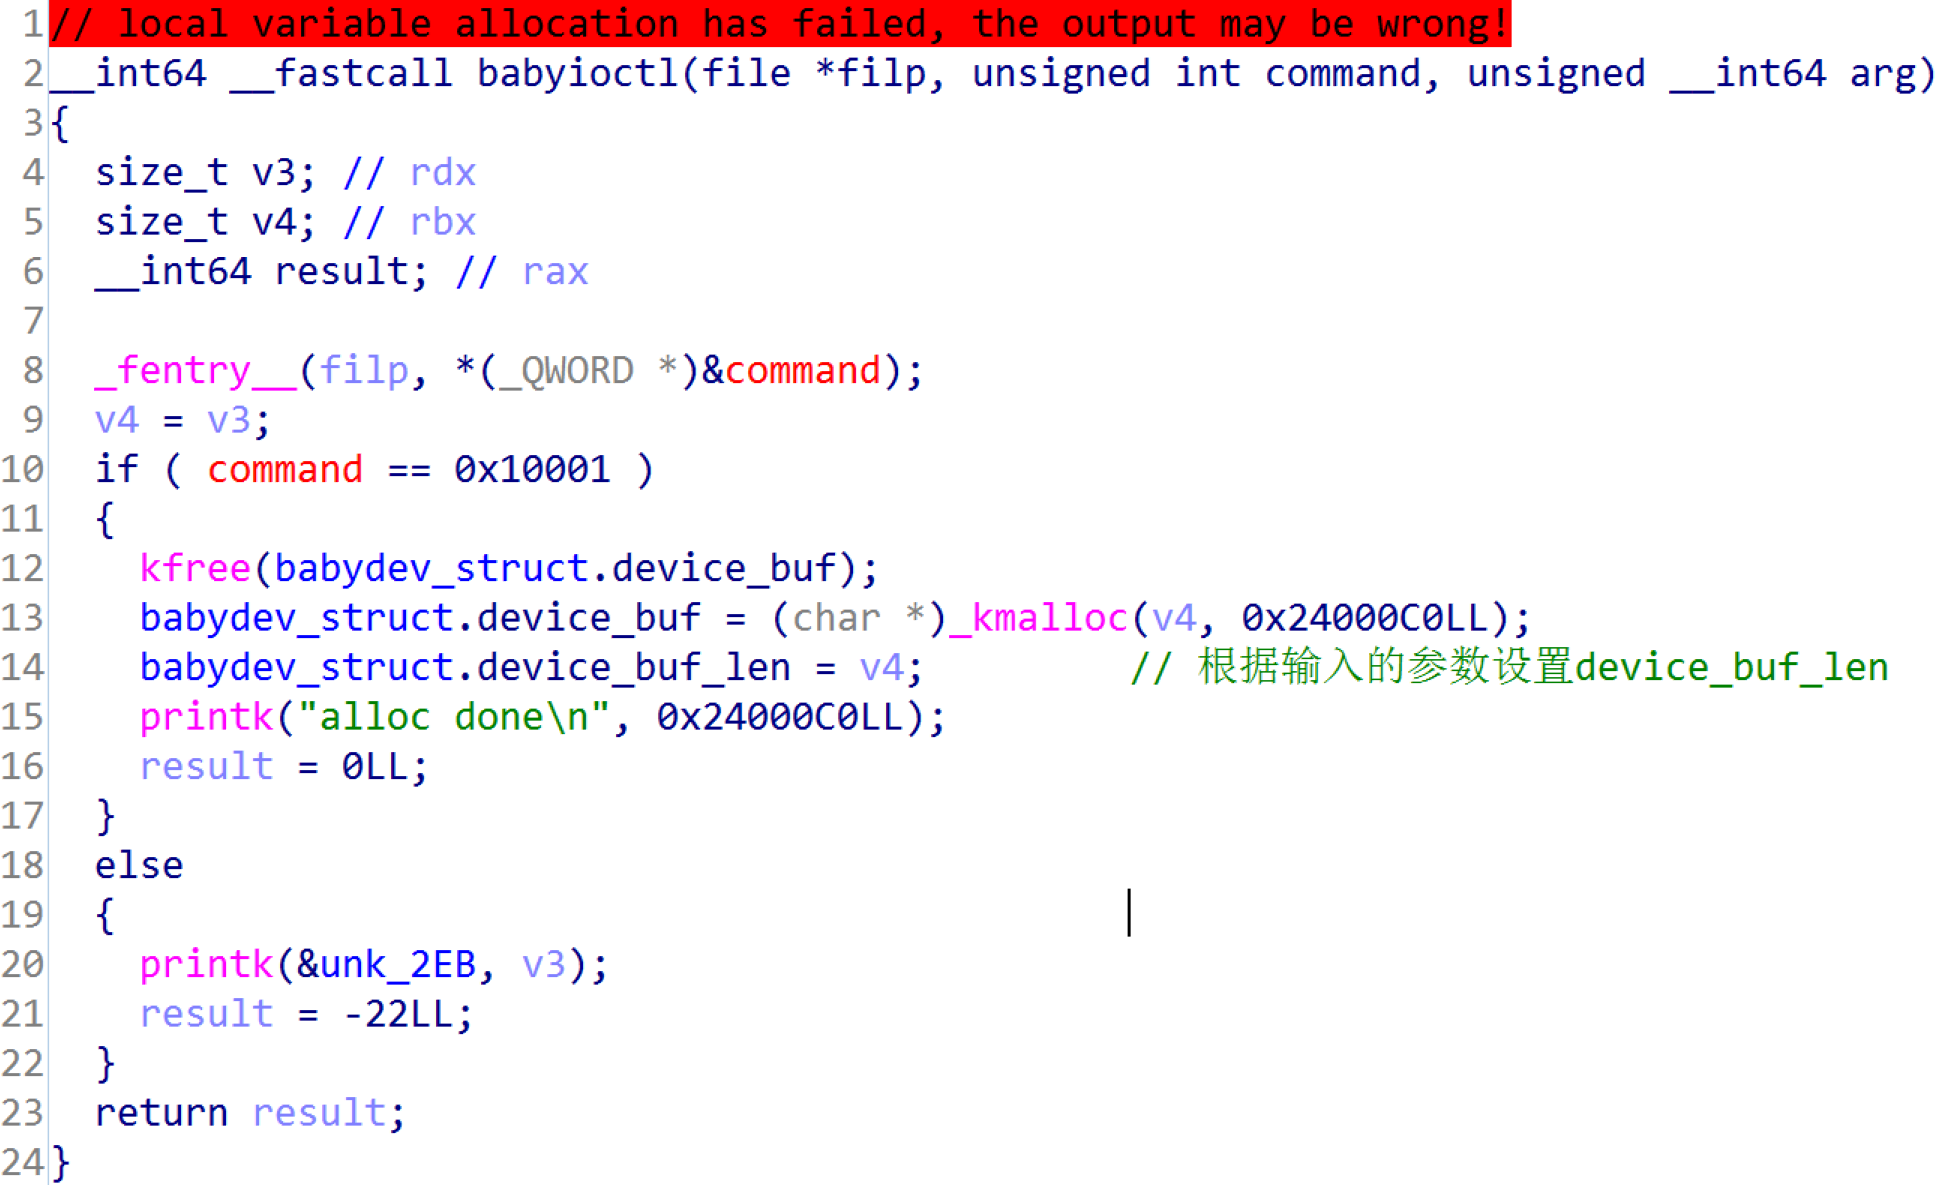 1 // local variable allocation has failed, the output may be wrong!
2 __int64 __fastcall babyioctl(file *filp, unsigned int command, unsigned __int64 arg)
3 {
4   size_t v3; // rdx
5   size_t v4; // rbx
6   __int64 result; // rax
7
8   _fentry__(filp, *(_QWORD *)&command);
9   v4 = v3;
10   if ( command == 0x10001 )
11   {
12     kfree(babydev_struct.device_buf);
13     babydev_struct.device_buf = (char *)_kmalloc(v4, 0x24000C0LL);
14     babydev_struct.device_buf_len = v4;         // 根据输入的参数设置device_buf_len
15     printk("alloc done\n", 0x24000C0LL);
16     result = 0LL;
17   }
18   else
19   {
20     printk(&unk_2EB, v3);
21     result = -22LL;
22   }
23   return result;
24 }